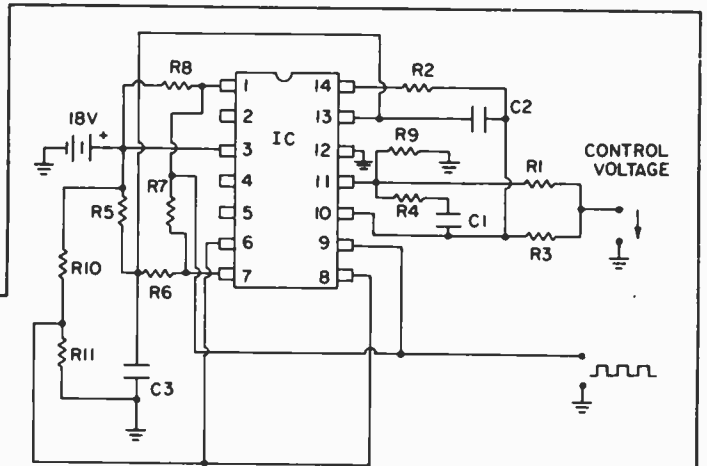 R8
18V
+
R5
R7
R10
R6
R11
C3
IC
1
2
3
4
5
6
7
14
13
12
11
10
9
8
R2
C2
R9
R4
C1
R1
R3
CONTROL
VOLTAGE